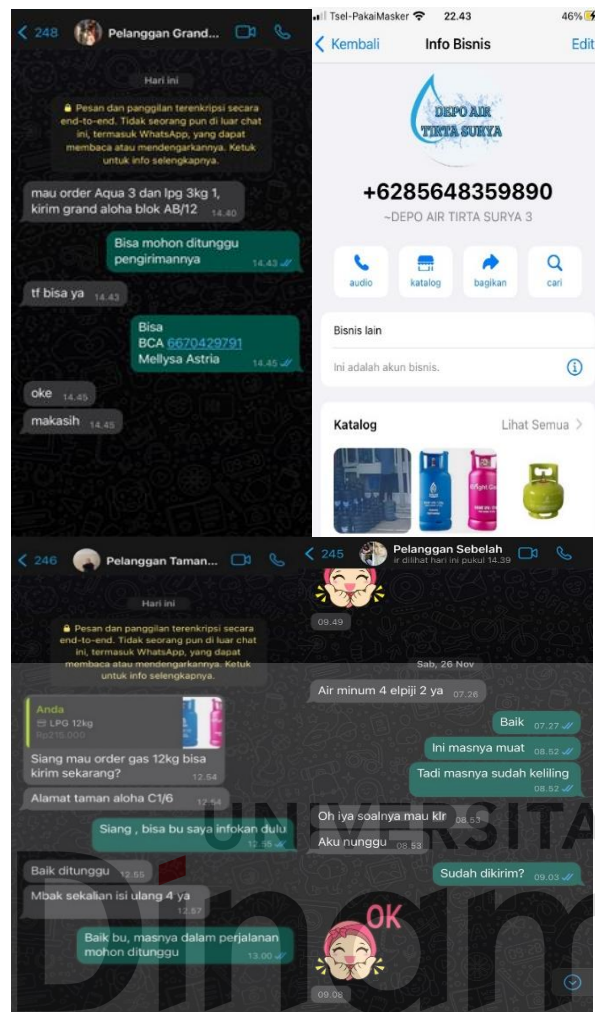 248 Pelanggan Grand...
Hari ini
Pesan dan panggilan terenkripsi secara
end-to-end. Tidak seorang pun di luar chat
ini, termasuk WhatsApp, yang dapat
membaca atau mendengarkannya. Ketuk
untuk info selengkapnya.
mau order Aqua 3 dan lpg 3kg 1,
kirim grand aloha blok AB/12 14.40
Bisa mohon ditunggu
pengirimannya 14.43
tf bisa ya 14.43
Bisa
BCA 6670429791
Mellysa Astria 14.45
oke 14.45
makasih 14.45
Tsel-PakaiMasker 22.43 46%
Kembali Info Bisnis Edit
DEPO AIR
TIRTA SURYA
+6285648359890
~DEPO AIR TIRTA SURYA 3
audio katalog bagikan cari
Bisnis lain
Ini adalah akun bisnis.
Katalog Lihat Semua
Bright Gas
246 Pelanggan Taman...
Hari ini
Pesan dan panggilan terenkripsi secara
end-to-end. Tidak seorang pun di luar chat
ini, termasuk WhatsApp, yang dapat
membaca atau mendengarkannya. Ketuk
untuk info selengkapnya.
Anda
LPG 12kg
Rp215.000
Siang mau order gas 12kg bisa
kirim sekarang? 12.54
Alamat taman aloha C1/6 12.54
Siang , bisa bu saya infokan dulu
12.55
Baik ditunggu 12.55
Mbak sekalian isi ulang 4 ya
12.57
Baik bu, masnya dalam perjalanan
mohon ditunggu 13.00
245 Pelanggan Sebelah
ir dilihat hari ini pukul 14.39
09.49
Sab, 26 Nov
Air minum 4 elpiji 2 ya 07.26
Baik 07.27
Ini masnya muat 08.52
Tadi masnya sudah keliling
08.52
Oh iya soalnya mau klr 08.53
Aku nunggu 08.53
Sudah dikirim? 09.03
OK
09.08
UNIVERSITA
Dinam